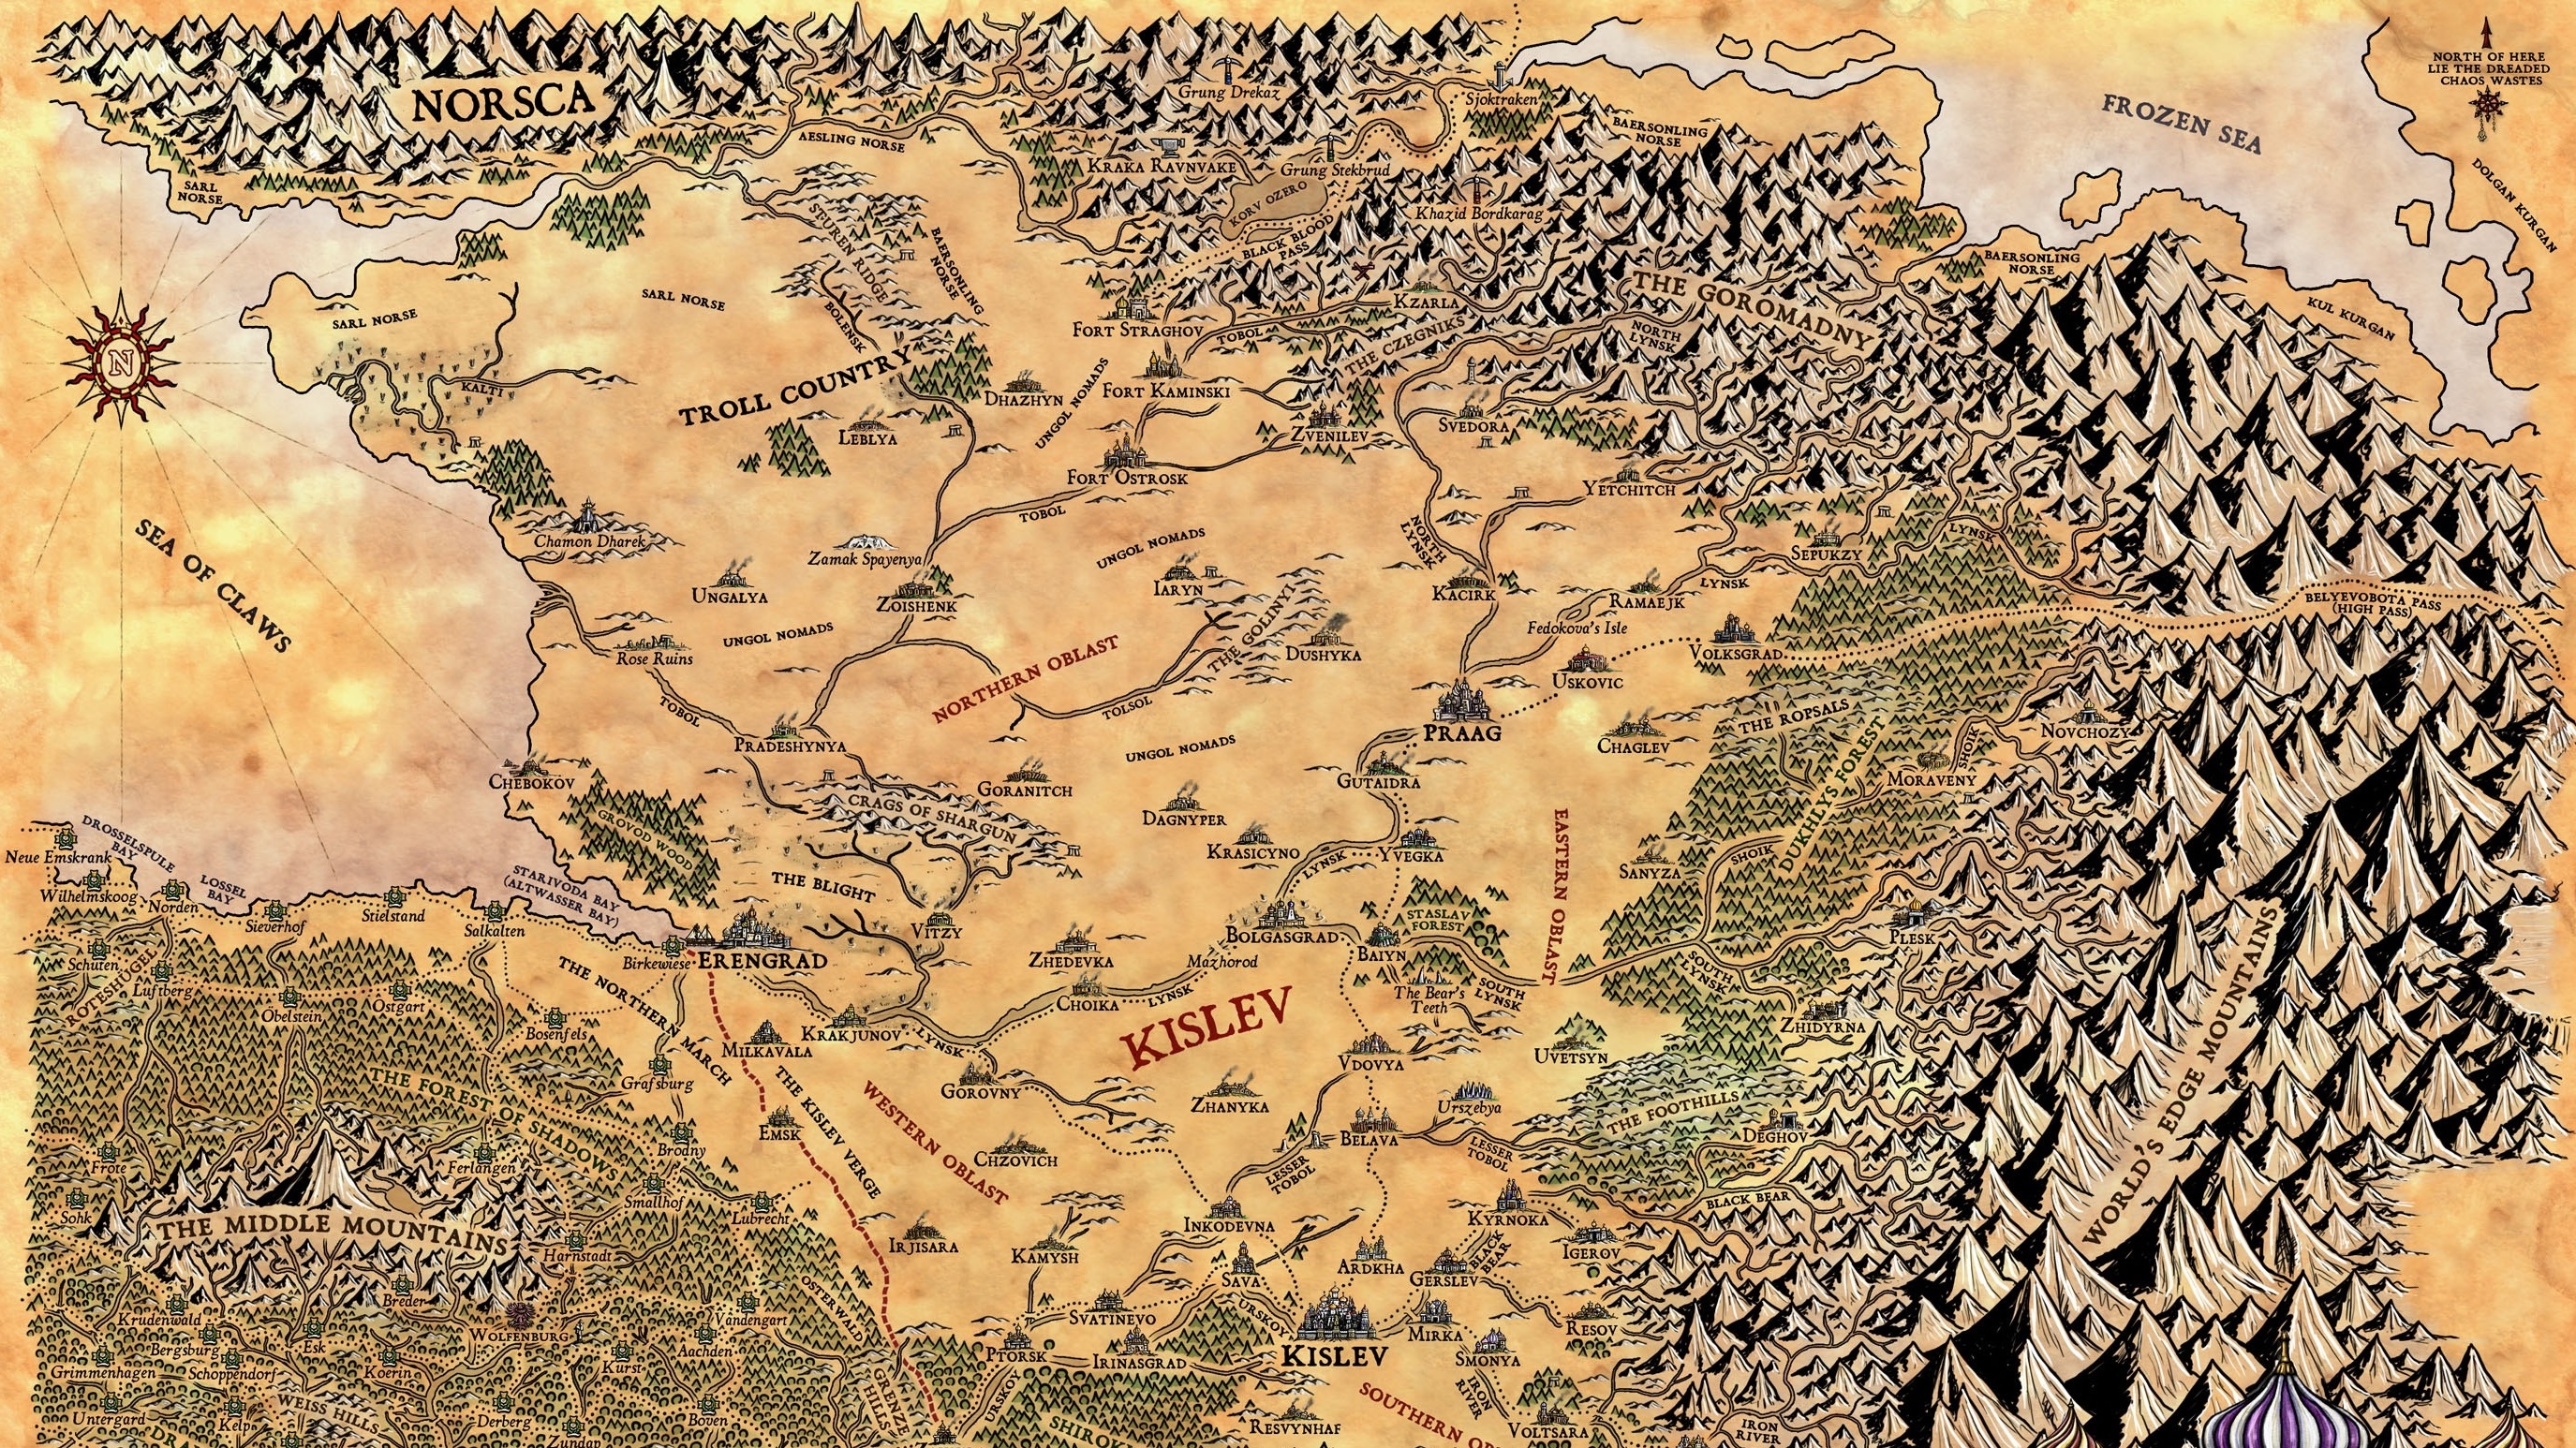 NORSCA
SARL
NORSE
AESLING NORSE
Grung Drekaz
KRAKA RAVNVAKE
Grung Stekbrud
KORV OZERO
BLACK BLOOD
PASS
Sjoktraken
Khazid Bordkarag
BAERSONLING
NORSE
FROZEN SEA
NORTH OF HERE
LIE THE DREADED
CHAOS WASTES
DOLGAN KURGAN
KUL KURGAN
BAERSONLING
NORSE
THE GOROMADNY
N
SARL NORSE
SARL NORSE
KALTI
STUREN RIDGE
BAERSONLING
NORSE
BOLENSK
TROLL COUNTRY
LEBLYA
DHAZHYN
UNGOL NOMADS
FORT STRAGHOV
TOBOL
KZARLA
THE CZEGNIKS
NORTH
LYNSK
FORT KAMINSKI
ZVENILEV
SVEDORA
FORT OSTROSK
YETCHITCH
TOBOL
SEA OF CLAWS
Chamon Dharek
Zamak Spayenya
UNGALYA
ZOISHENK
UNGOL NOMADS
IARYN
NORTH
LYNSK
KACIRK
RAMAEJK
LYNSK
SEPUKZY
LYNSK
BELYEVOBOTA PASS
(HIGH PASS)
Fedokova's Isle
VOLKSGRAD
USKOVIC
THE GOLINYI
DUSHYKA
UNGOL NOMADS
Rose Ruins
TOBOL
NORTHERN OBLAST
TOLSOL
PRADESHYNYA
UNGOL NOMADS
PRAAG
CHAGLEV
THE ROPSALS
DUKHLYS FOREST
NOVCHOZY
SHOIK
MORAVENY
CHEBOKOV
GROVOD WOOD
CRAGS OF SHARGUN
GORANITCH
DAGNYPER
GUTAIDRA
KRASICYNO
LYNSK
YVEGKA
EASTERN OBLAST
SANYZA
SHOIK
DROSSELSPULE
BAY
Neue Emskrank
Wilhelmskoog
Norden
LOSSEL
BAY
Sieverhof
Stielstand
Salkalten
STARIVODA BAY
(ALTWASSER BAY)
THE BLIGHT
VITZY
Birkewiese
ERENGRAD
ZHEDEVKA
BOLGASGRAD
Mazhorod
BAIYN
STASLAV
FOREST
The Bear's
Teeth
SOUTH
LYNSK
SOUTH
LYNSK
PLESK
ZHIDYRNA
Schuten
ROTESHUGEL
Luftberg
Obelstein
Ostgart
Bosenfels
THE NORTHERN MARCH
Grafsburg
MILKAVALA
KRAKJUNOV
LYNSK
CHOIKA
LYNSK
KISLEV
GOROVNY
VDOVYA
UVETSYN
ZHANYKA
Urszebya
THE FOOTHILLS
DEGHOV
WORLD'S EDGE MOUNTAINS
THE FOREST OF SHADOWS
EMSK
THE KISLEV VERGE
WESTERN OBLAST
CHZOVICH
BELAVA
LESSER
TOBOL
LESSER
TOBOL
BLACK BEAR
Frote
Ferlangen
Brodny
Smallhof
Lubrecht
Sohk
THE MIDDLE MOUNTAINS
Harnstadt
IRJISARA
KAMYSH
INKODEVNA
SAVA
ARDKHA
GERSLEV
BLACK
BEAR
KYRNOKA
IGEROV
Breder
Krudenwald
Bergsburg
Esk
WOLFENBURG
Vandengart
OSTERWALD
SVATINEVO
URSKOY
MIRKA
RESOV
Grimmenhagen
Schoppendorf
Koerin
Kurst
Aachden
PTORSK
IRINASGRAD
KISLEV
SMONYA
Untergard
Kelp
WEISS HILLS
Derberg
Boven
GRENZE
HILLS
URSKOY
RESVYNHAF
IRON
RIVER
VOLTSARA
IRON
RIVER
DRA
Zundap
SHIROK
SOUTHERN O